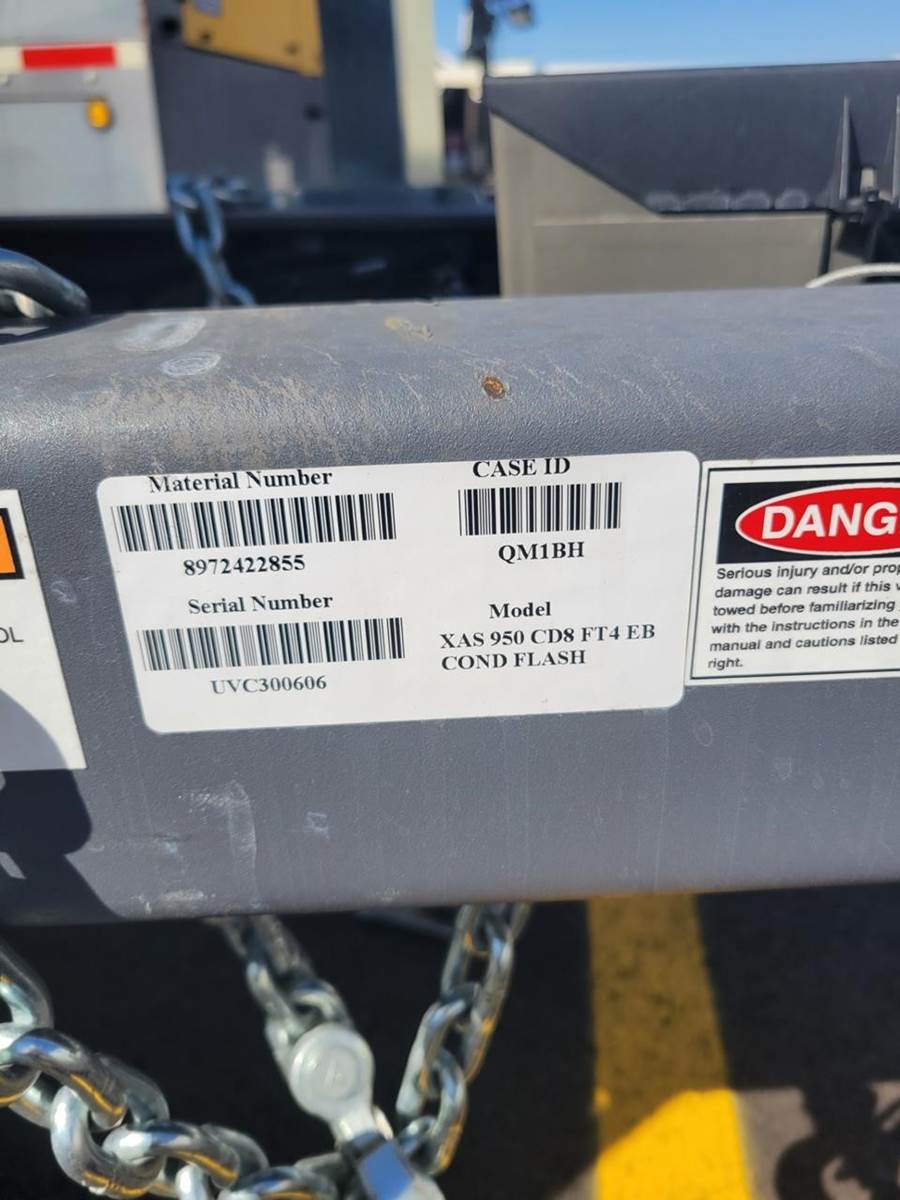 Material Number
8972422855
Serial Number
UVC300606
CASE ID
QM1BH
Model
XAS 950 CD8 FT4 EB
COND FLASH
DANG
Serious injury and/or
damage can result if this
towed before familiarizing
with the instructions in the
manual and cautions listed
right.
OL